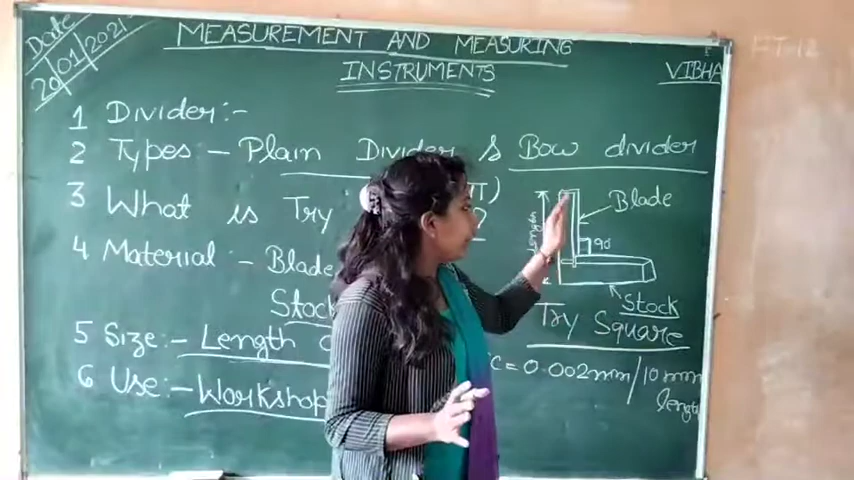 Date
20/01/2021
MEASUREMENT AND MEASURING
INSTRUMENTS
VIBHA
1 Divider:-
2 Types - Plain Divider & Bow divider
3 What is Try
4 Material - Blade
Stock
5 Size:- Length
6 Use - Workshop
Length
Blade
90
Stock
Try Square
C = 0.002mm/10mm
length